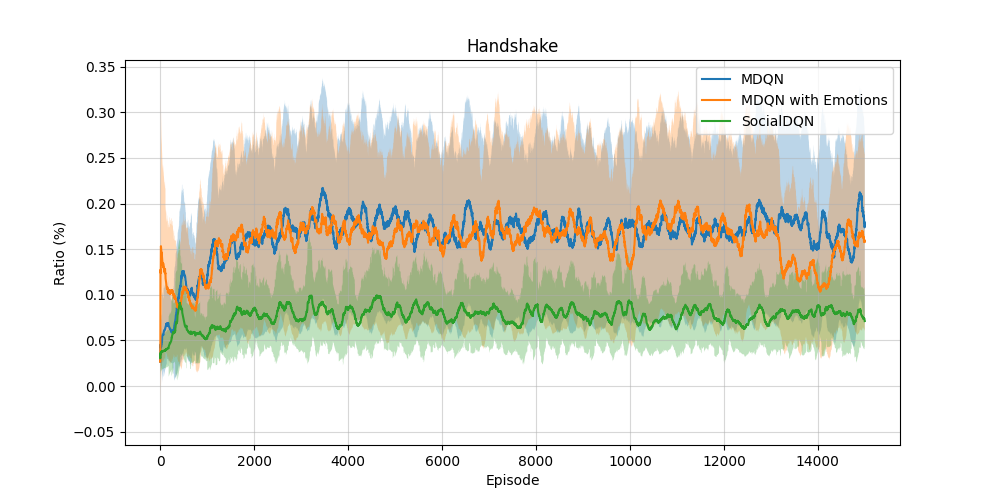 Handshake
MDQN
MDQN with Emotions
SocialDQN
Ratio (%)
0.35
0.30
0.25
0.20
0.15
0.10
0.05
0.00
−0.05
0 2000 4000 6000 8000 10000 12000 14000
Episode